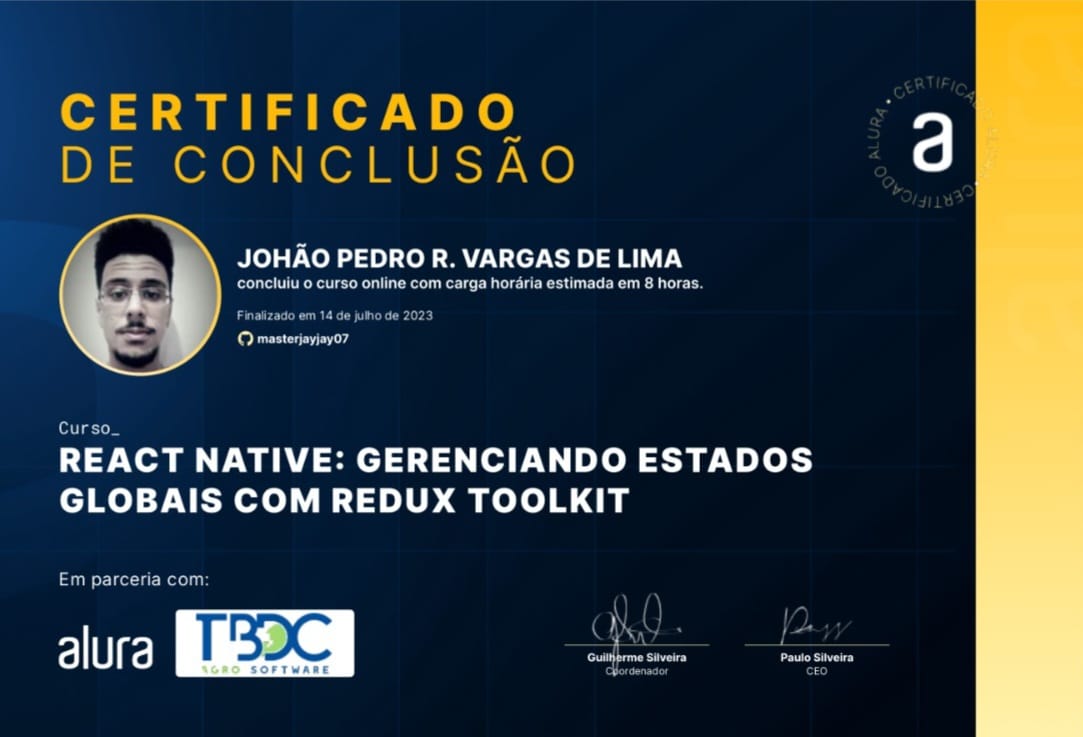 CERTIFICADO
DE CONCLUSÃO
CERTIFICADO ALURA • CERTIFICADO
a
JOHÃO PEDRO R. VARGAS DE LIMA
concluiu o curso online com carga horária estimada em 8 horas.
Finalizado em 14 de julho de 2023
masterjayjay07
Curso_
REACT NATIVE: GERENCIANDO ESTADOS
GLOBAIS COM REDUX TOOLKIT
Em parceria com:
alura
TBDC
AGRO SOFTWARE
Guilherme Silveira
Coordenador
Paulo Silveira
CEO